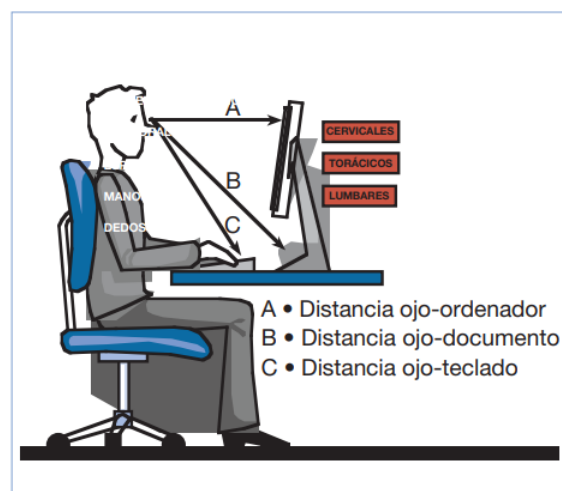 A
CERVICALES
TORÁCICOS
LUMBARES
B
MANO
DEDOS
C
A • Distancia ojo-ordenador
B • Distancia ojo-documento
C • Distancia ojo-teclado